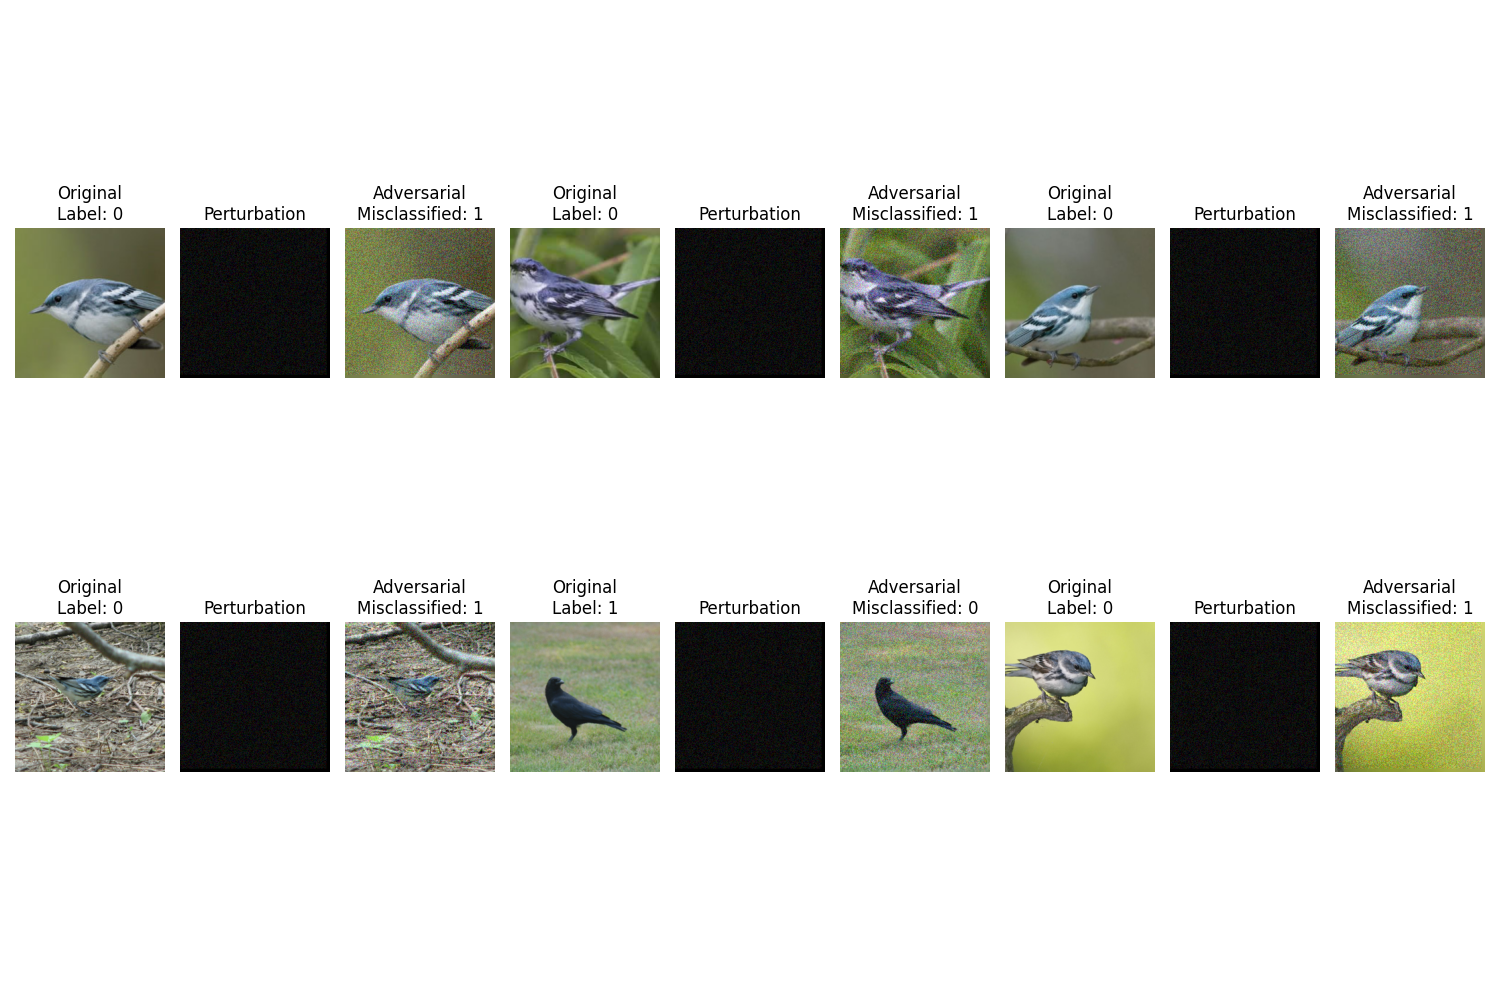 Original
Label: 0
Perturbation
Adversarial
Misclassified: 1
Original
Label: 0
Perturbation
Adversarial
Misclassified: 1
Original
Label: 0
Perturbation
Adversarial
Misclassified: 1
Original
Label: 0
Perturbation
Adversarial
Misclassified: 1
Original
Label: 1
Perturbation
Adversarial
Misclassified: 0
Original
Label: 0
Perturbation
Adversarial
Misclassified: 1